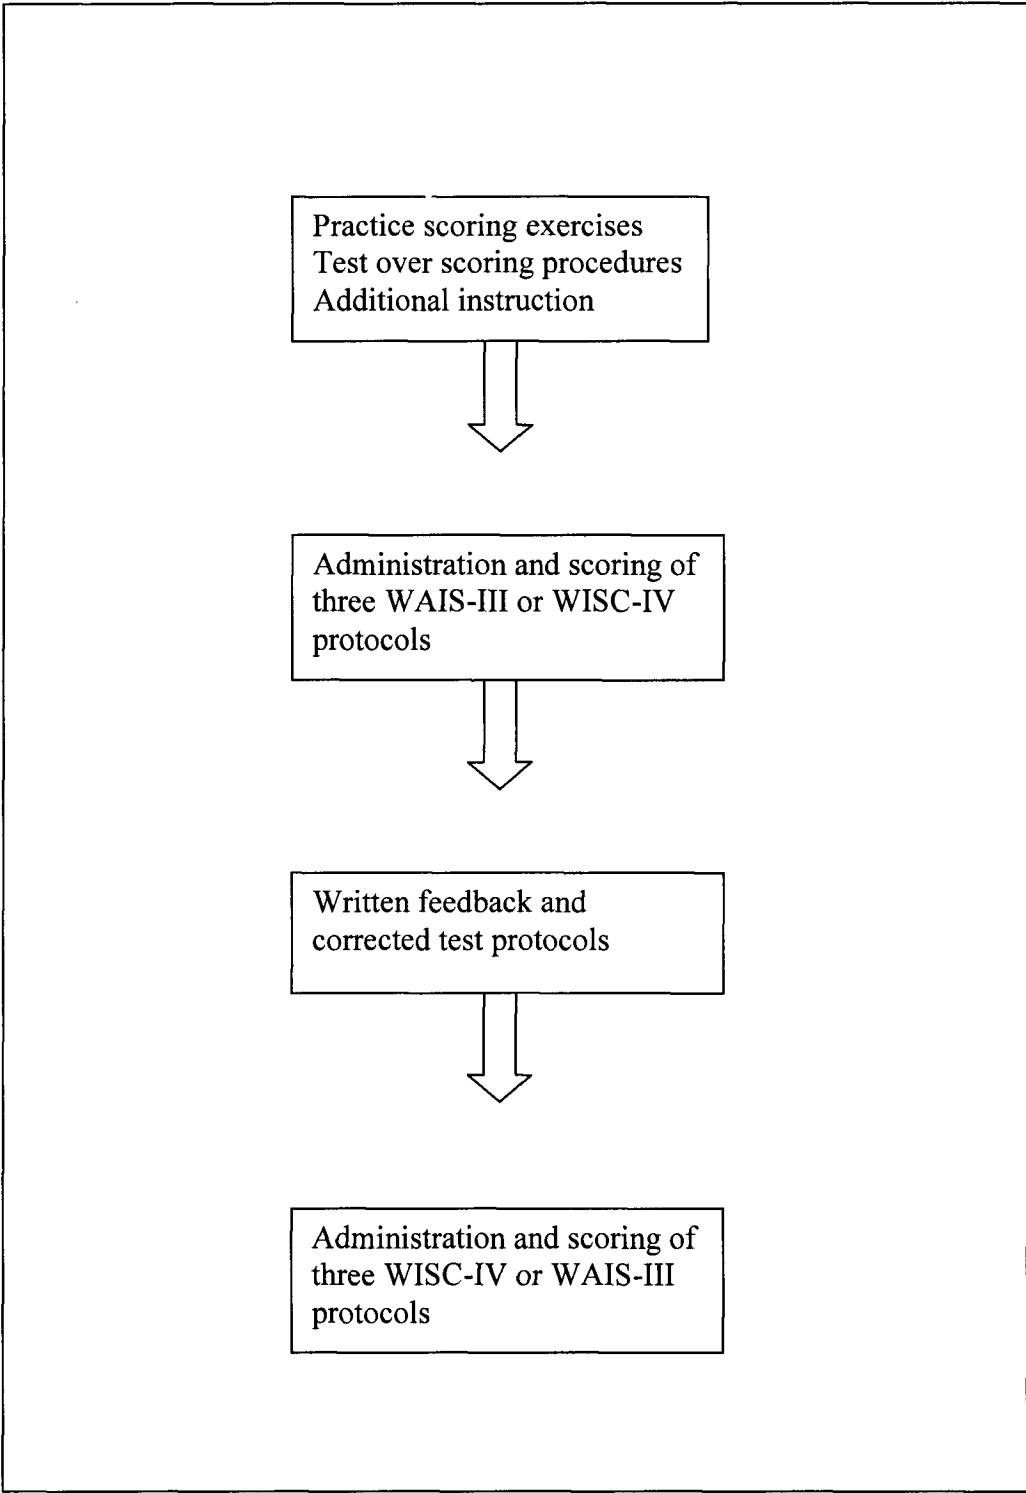 Practice scoring exercises
Test over scoring procedures
Additional instruction
Administration and scoring of
three WAIS-III or WISC-IV
protocols
Written feedback and
corrected test protocols
Administration and scoring of
three WISC-IV or WAIS-III
protocols